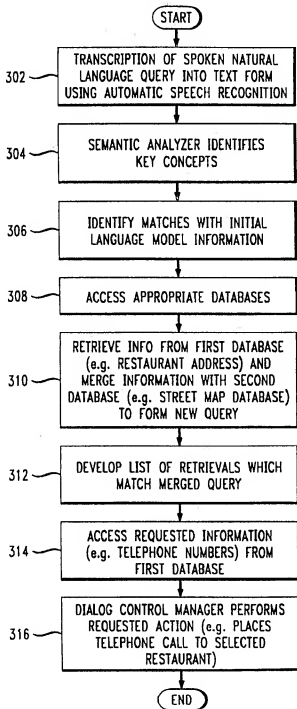 START
302
TRANSCRIPTION OF SPOKEN NATURAL
LANGUAGE QUERY INTO TEXT FORM
USING AUTOMATIC SPEECH RECOGNITION
304
SEMANTIC ANALYZER IDENTIFIES
KEY CONCEPTS
306
IDENTIFY MATCHES WITH INITIAL
LANGUAGE MODEL INFORMATION
308
ACCESS APPROPRIATE DATABASES
310
RETRIEVE INFO FROM FIRST DATABASE
(e.g. RESTAURANT ADDRESS) AND
MERGE INFORMATION WITH SECOND
DATABASE (e.g. STREET MAP DATABASE)
TO FORM NEW QUERY
312
DEVELOP LIST OF RETRIEVALS WHICH
MATCH MERGED QUERY
314
ACCESS REQUESTED INFORMATION
(e.g. TELEPHONE NUMBERS) FROM
FIRST DATABASE
316
DIALOG CONTROL MANAGER PERFORMS
REQUESTED ACTION (e.g. PLACES
TELEPHONE CALL TO SELECTED
RESTAURANT)
END